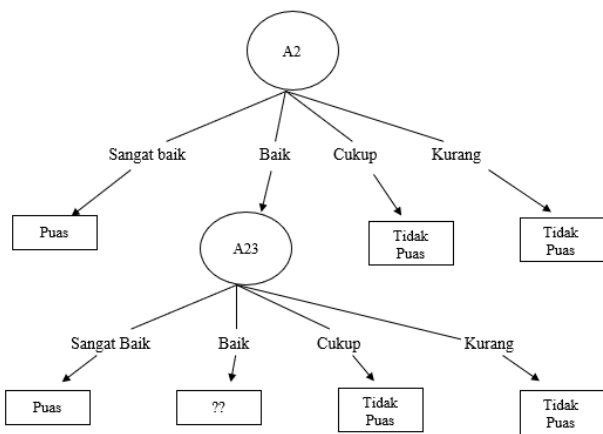 A2
Sangat baik
Baik
Cukup
Kurang
Puas
A23
Tidak
Puas
Tidak
Puas
Sangat Baik
Baik
Cukup
Kurang
Puas
??
Tidak
Puas
Tidak
Puas